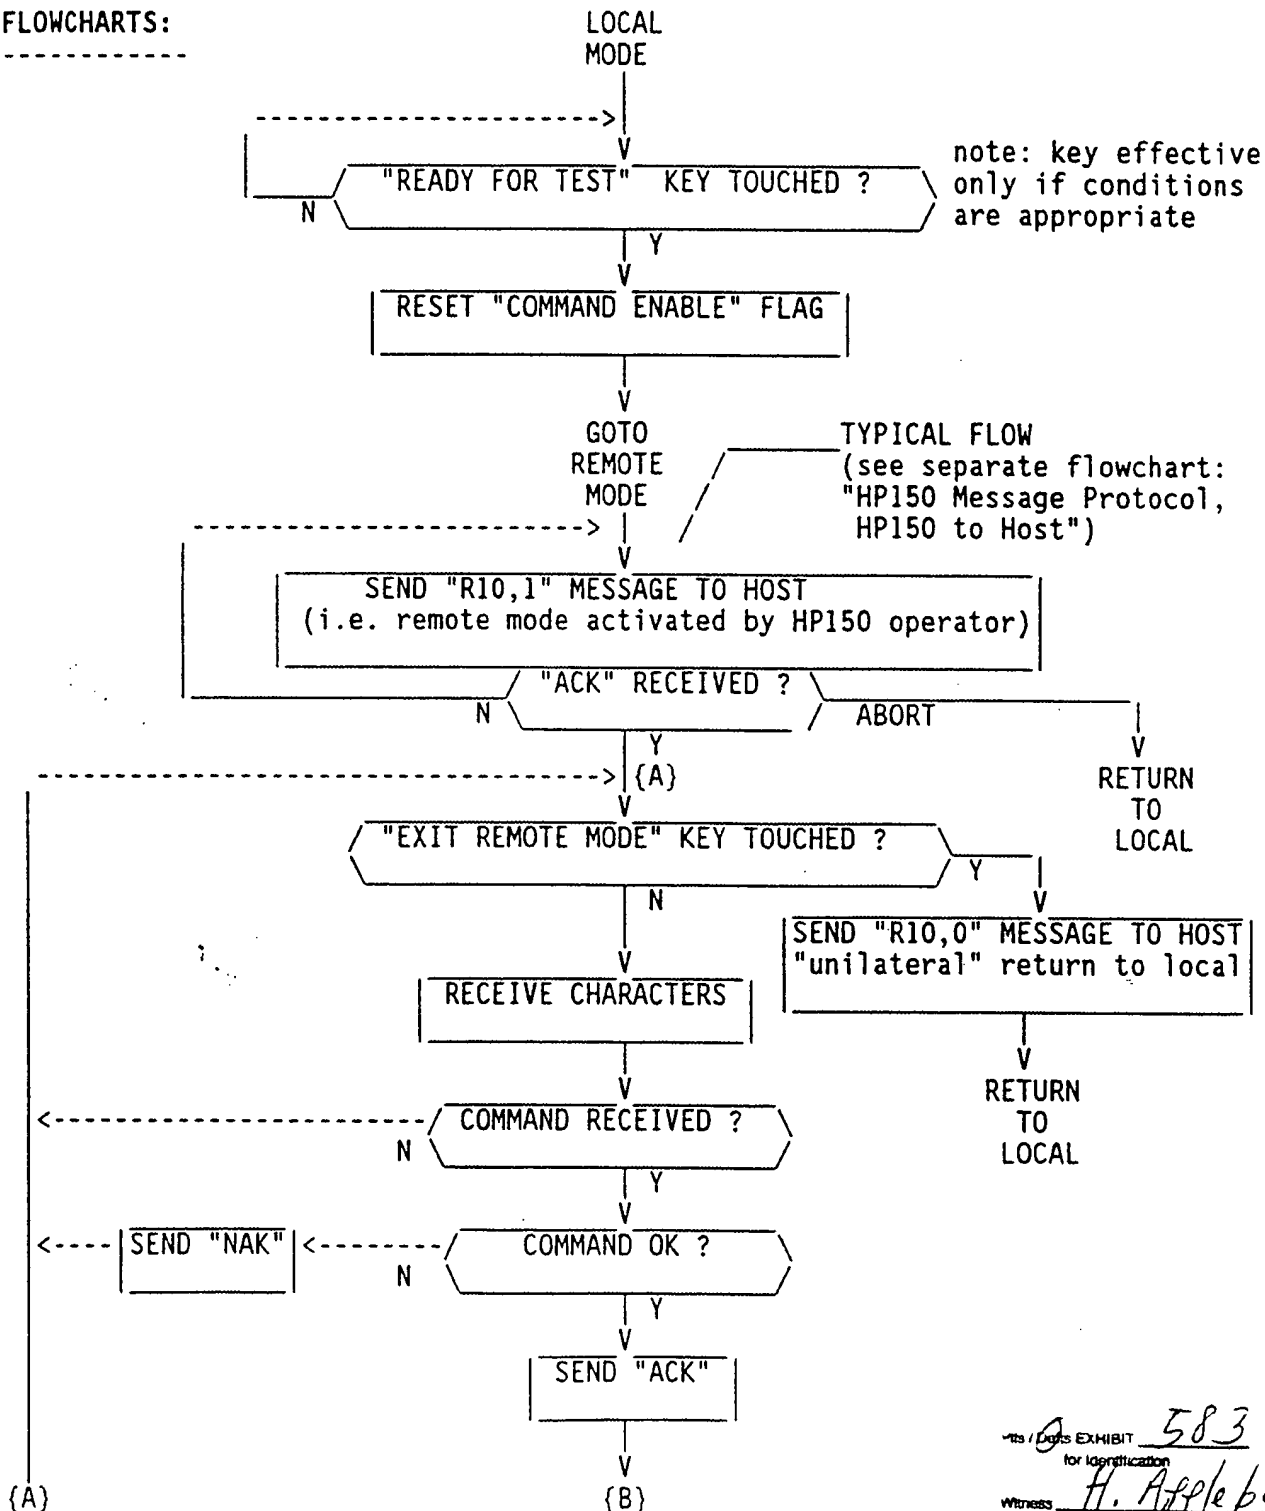 FLOWCHARTS:
LOCAL
MODE
"READY FOR TEST" KEY TOUCHED ?
note: key effective
only if conditions
are appropriate
N
Y
RESET "COMMAND ENABLE" FLAG
GOTO
REMOTE
MODE
TYPICAL FLOW
(see separate flowchart:
"HP150 Message Protocol,
HP150 to Host")
SEND "R10,1" MESSAGE TO HOST
(i.e. remote mode activated by HP150 operator)
"ACK" RECEIVED ?
N
ABORT
Y
{A}
RETURN
TO
LOCAL
"EXIT REMOTE MODE" KEY TOUCHED ?
Y
N
SEND "R10,0" MESSAGE TO HOST
"unilateral" return to local
RECEIVE CHARACTERS
RETURN
TO
LOCAL
COMMAND RECEIVED ?
N
Y
SEND "NAK"
COMMAND OK ?
N
Y
SEND "ACK"
EXHIBIT 583
for Identification
Witness H.
{A}
{B}